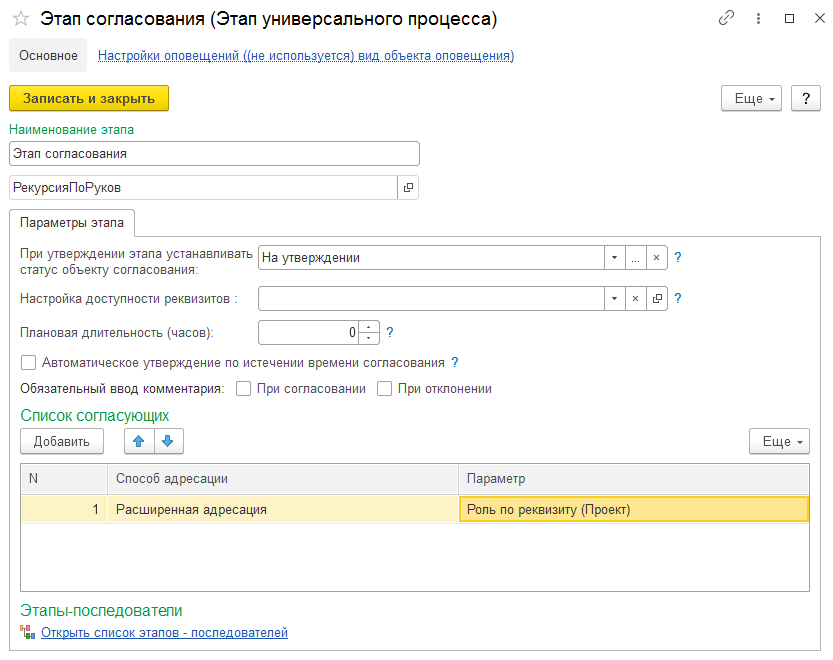 Этап согласования (Этап универсального процесса)
Основное Настройки оповещений ((не используется) вид объекта оповещения)
Записать и закрыть Еще ?
Наименование этапа
Этап согласования
РекурсияПоРуков
Параметры этапа
При утверждении этапа устанавливать
статус объекту согласования:
На утверждении ... × ?
Настройка доступности реквизитов : × ?
Плановая длительность (часов): 0 ?
Автоматическое утверждение по истечении времени согласования ?
Обязательный ввод комментария: При согласовании При отклонении
Список согласующих
Добавить Еще
N Способ адресации Параметр
1 Расширенная адресация Роль по реквизиту (Проект)
Этапы-последователи
Открыть список этапов - последователей